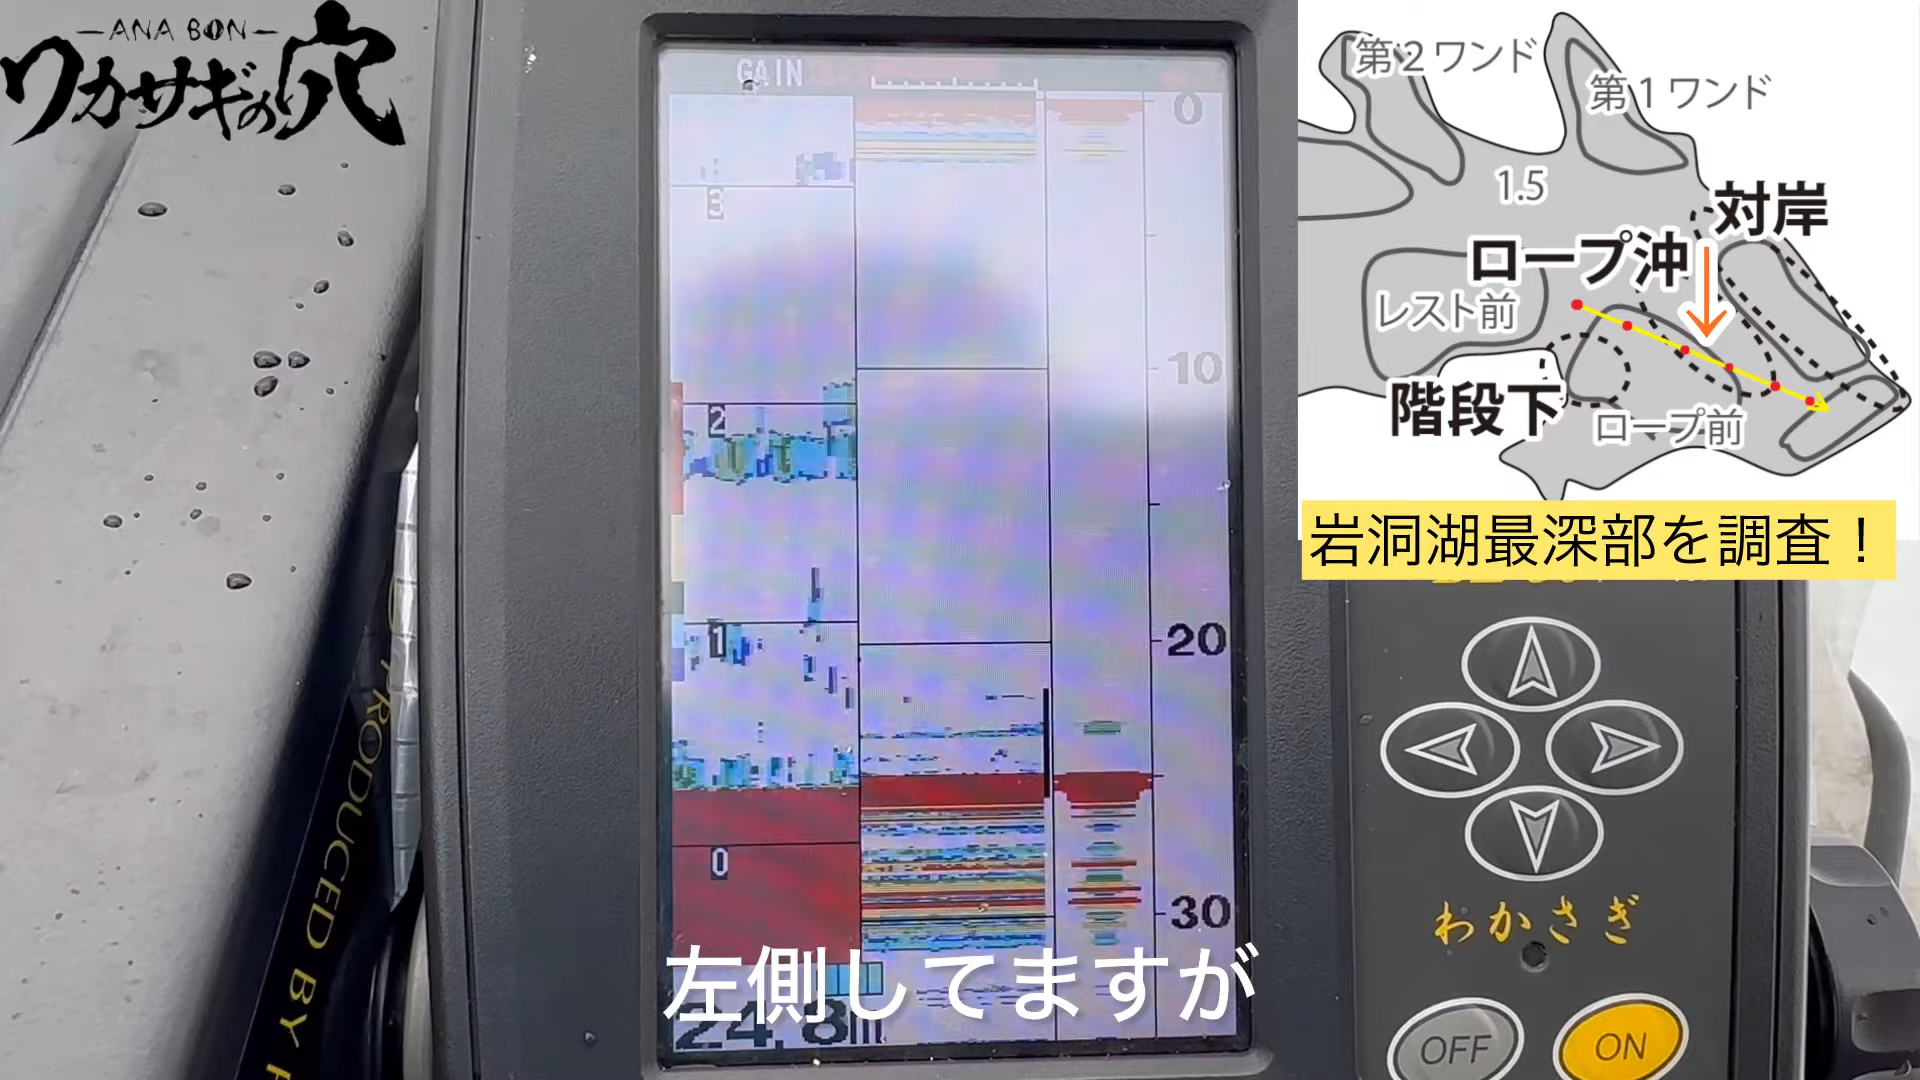 -ANA BON-
ワカサギの穴
GAIN
0
3
10
2
20
1
0
30
24.8m
左側してますが
第2ワンド
第1ワンド
1.5
対岸
ロープ沖
レスト前
階段下
ロープ前
岩洞湖最深部を調査！
わかさぎ
OFF
ON
PRODUCED BY